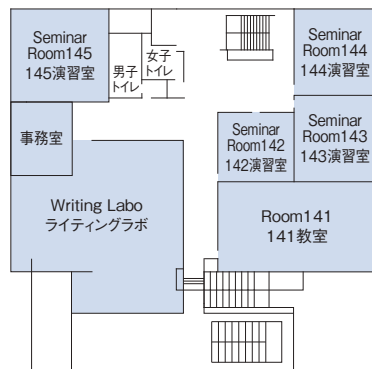 Seminar
Room145
145演習室
男子
トイレ
女子
トイレ
Seminar
Room144
144演習室
事務室
Seminar
Room142
142演習室
Seminar
Room143
143演習室
Writing Labo
ライティングラボ
Room141
141教室